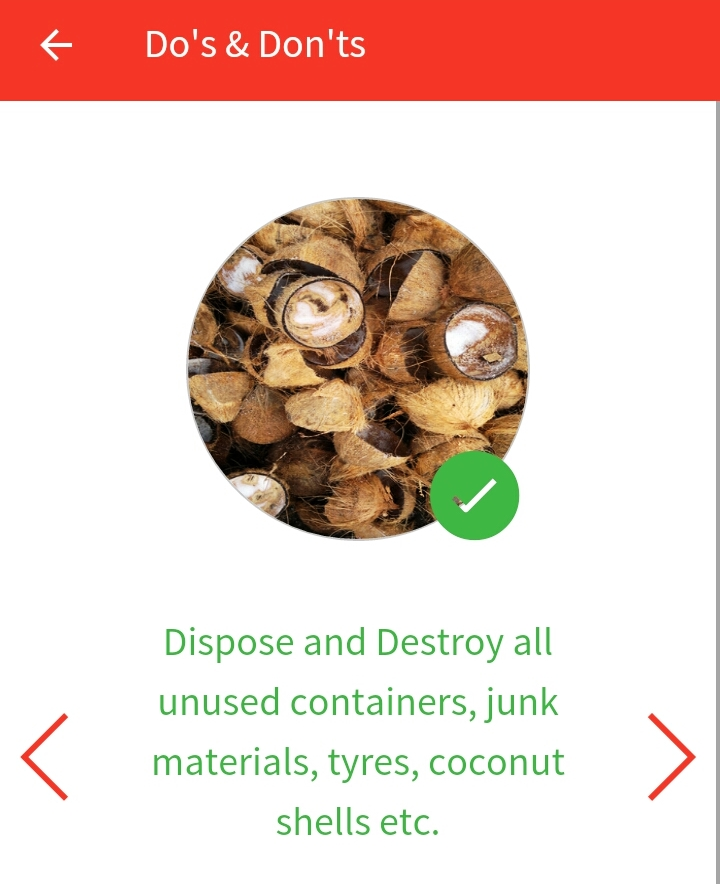 Do's & Don'ts
Dispose and Destroy all
unused containers, junk
materials, tyres, coconut
shells etc.